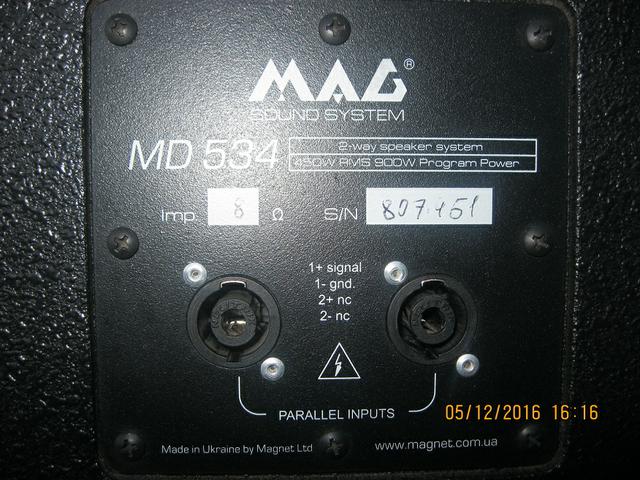 MAG®
SOUND SYSTEM
MD 534
2-way speaker system
450W RMS 900W Program Power
Imp. 8 Ω S/N 807.151
1+ signal
1- gnd.
2+ nc
2- nc
PARALLEL INPUTS
05/12/2016 16:16
Made in Ukraine by Magnet Ltd www.magnet.com.ua